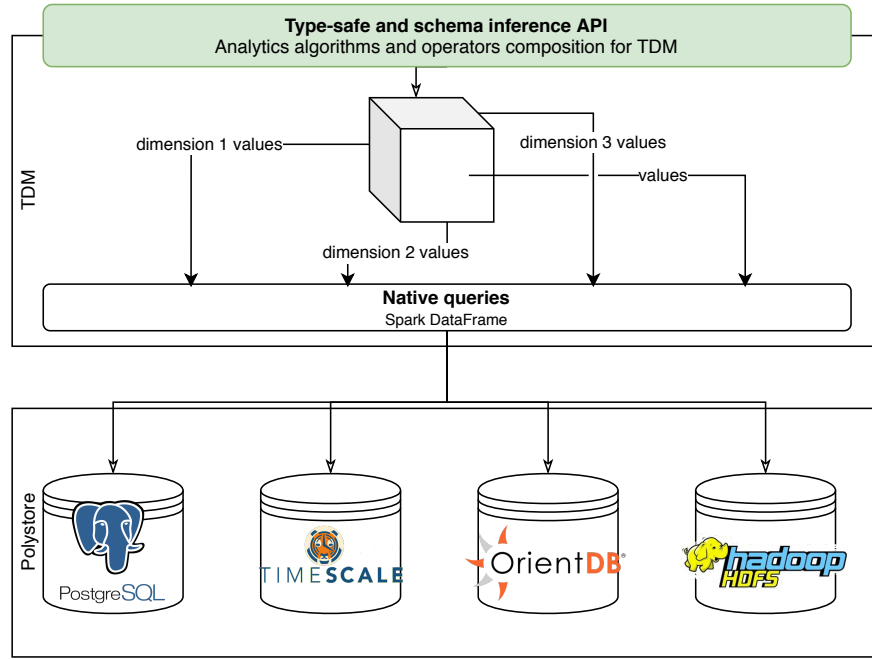 Type-safe and schema inference API
Analytics algorithms and operators composition for TDM
TDM
dimension 1 values
dimension 3 values
values
dimension 2 values
Native queries
Spark DataFrame
Polystore
PostgreSQL
TIMESCALE
OrientDB®
hadoop
HDFS